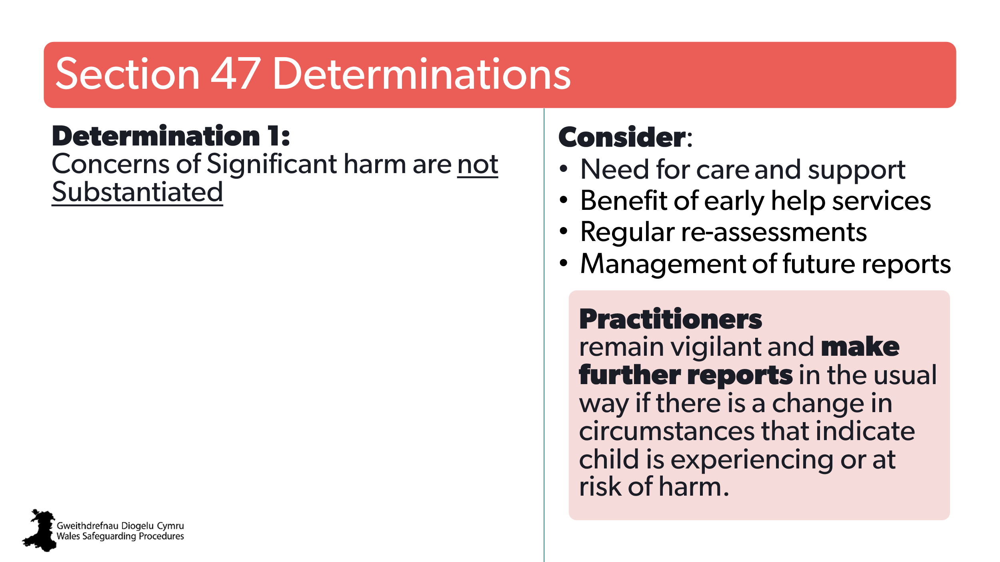 Section 47 Determinations
Determination 1:
Concerns of Significant harm are not
Substantiated
Consider:
• Need for care and support
• Benefit of early help services
• Regular re-assessments
• Management of future reports
Practitioners
remain vigilant and make
further reports in the usual
way if there is a change in
circumstances that indicate
child is experiencing or at
risk of harm.
Gweithdrefnau Diogelu Cymru
Wales Safeguarding Procedures